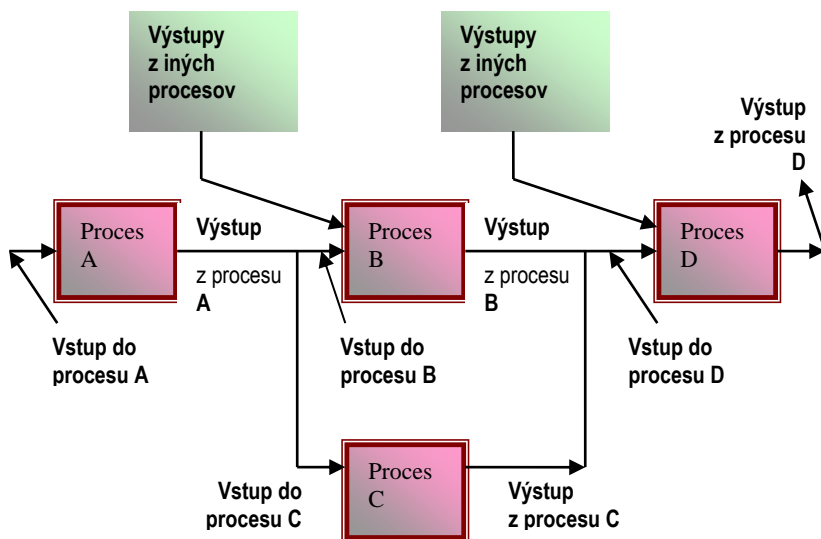 Výstupy
z iných
procesov
Výstupy
z iných
procesov
Výstup
z procesu
D
Proces
A
Výstup
z procesu
A
Proces
B
Výstup
z procesu
B
Proces
D
Vstup do
procesu A
Vstup do
procesu B
Vstup do
procesu D
Vstup do
procesu C
Proces
C
Výstup
z procesu C